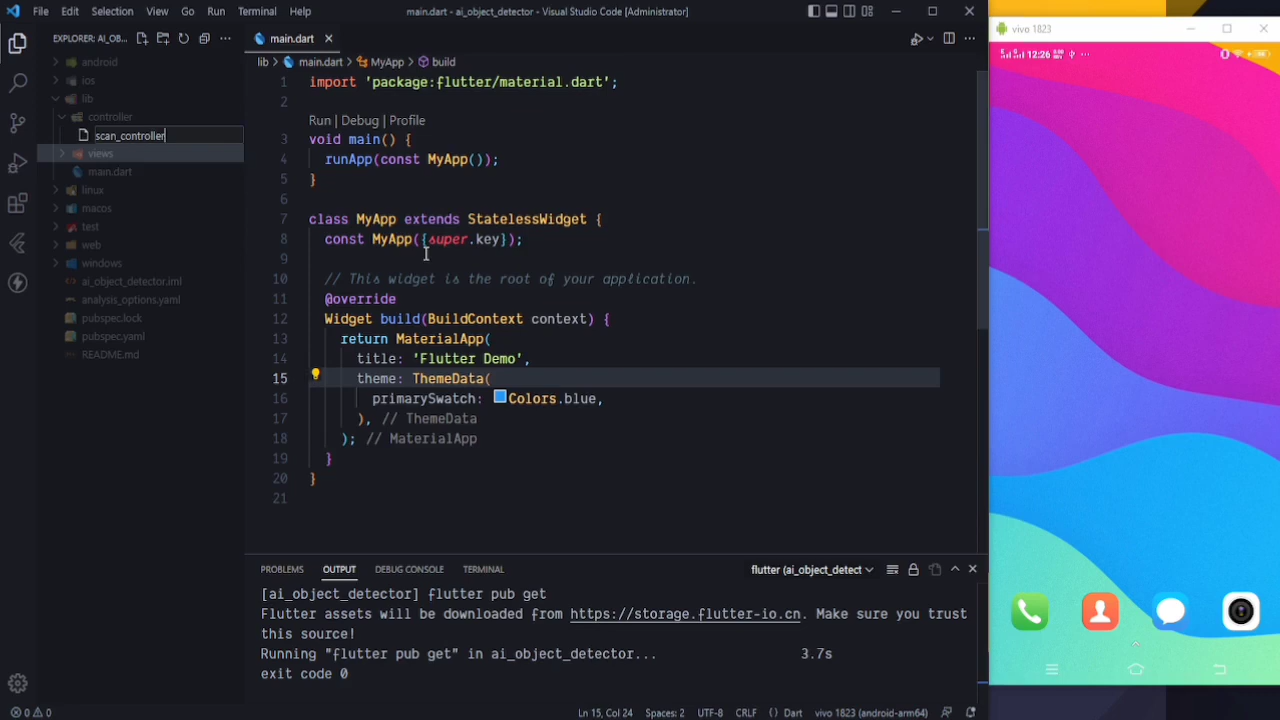 File Edit Selection View Go Run Terminal Help
main.dart - ai_object_detector - Visual Studio Code [Administrator]
EXPLORER: AI_OB...
android
ios
lib
controller
scan_controller
views
main.dart
linux
macos
test
web
windows
ai_object_detector.iml
analysis_options.yaml
pubspec.lock
pubspec.yaml
README.md
main.dart
lib > main.dart > MyApp > build
1 import 'package:flutter/material.dart';
2
Run | Debug | Profile
3 void main() {
4 runApp(const MyApp());
5 }
6
7 class MyApp extends StatelessWidget {
8 const MyApp({super.key});
9
10 // This widget is the root of your application.
11 @override
12 Widget build(BuildContext context) {
13 return MaterialApp(
14 title: 'Flutter Demo',
15 theme: ThemeData(
16 primarySwatch: Colors.blue,
17 ), // ThemeData
18 ); // MaterialApp
19 }
20 }
21
PROBLEMS OUTPUT DEBUG CONSOLE TERMINAL
flutter (ai_object_detect
[ai_object_detector] flutter pub get
Flutter assets will be downloaded from https://storage.flutter-io.cn. Make sure you trust
this source!
Running "flutter pub get" in ai_object_detector... 3.7s
exit code 0
0 0
Ln 15, Col 24 Spaces: 2 UTF-8 CRLF {} Dart vivo 1823 (android-arm64)
vivo 1823
12:26